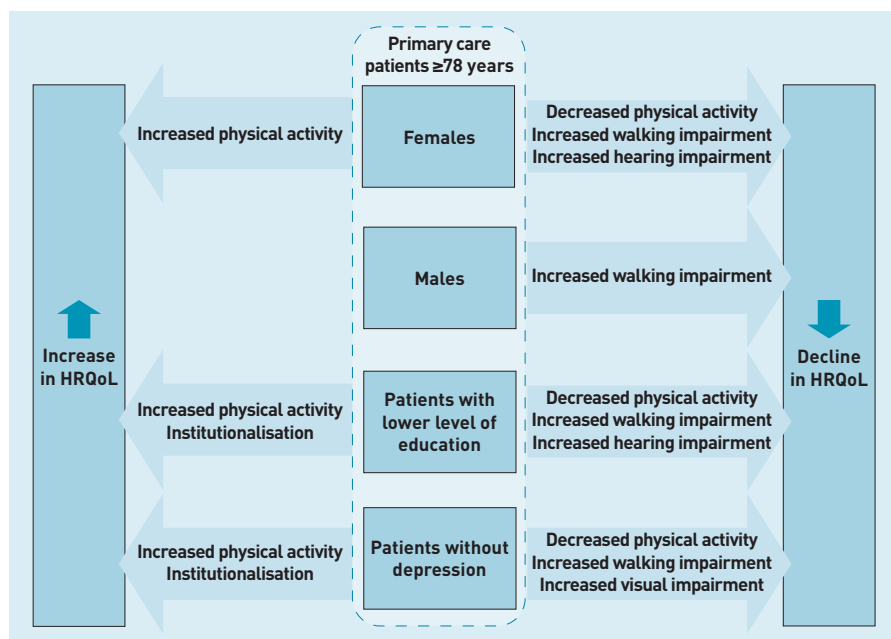 Primary care
patients ≥78 years
Increased physical activity
Females
Decreased physical activity
Increased walking impairment
Increased hearing impairment
Males
Increased walking impairment
Increase
in HRQoL
Decline
in HRQoL
Increased physical activity
Institutionalisation
Patients with
lower level of
education
Decreased physical activity
Increased walking impairment
Increased hearing impairment
Increased physical activity
Institutionalisation
Patients without
depression
Decreased physical activity
Increased walking impairment
Increased visual impairment